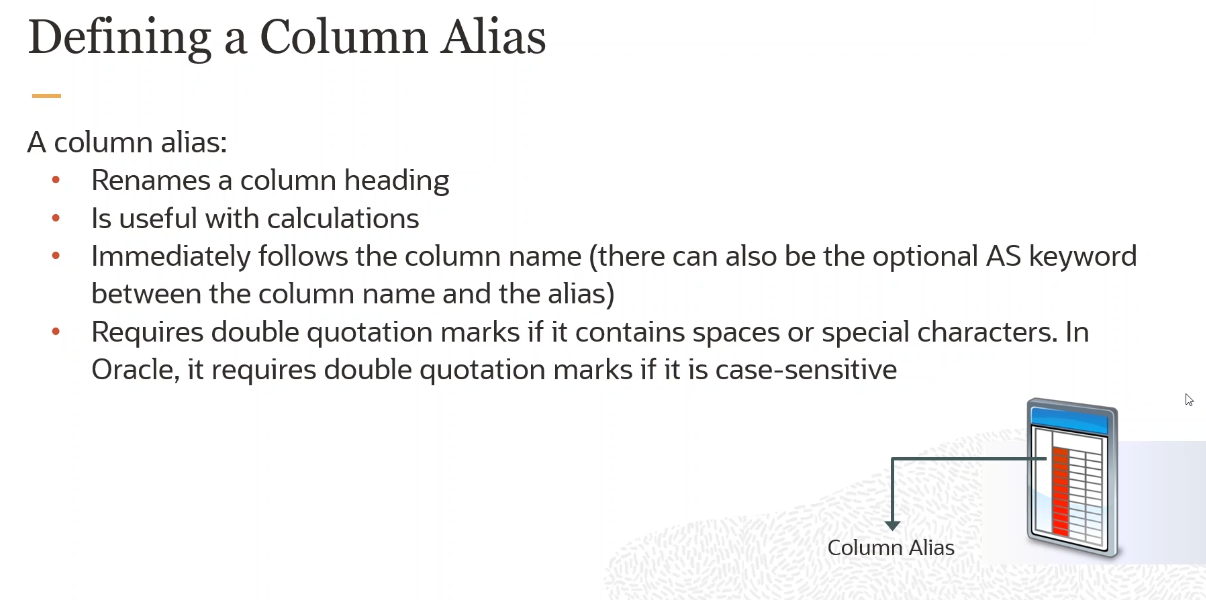 Defining a Column Alias
A column alias:
• Renames a column heading
• Is useful with calculations
• Immediately follows the column name (there can also be the optional AS keyword
between the column name and the alias)
• Requires double quotation marks if it contains spaces or special characters. In
Oracle, it requires double quotation marks if it is case-sensitive
Column Alias